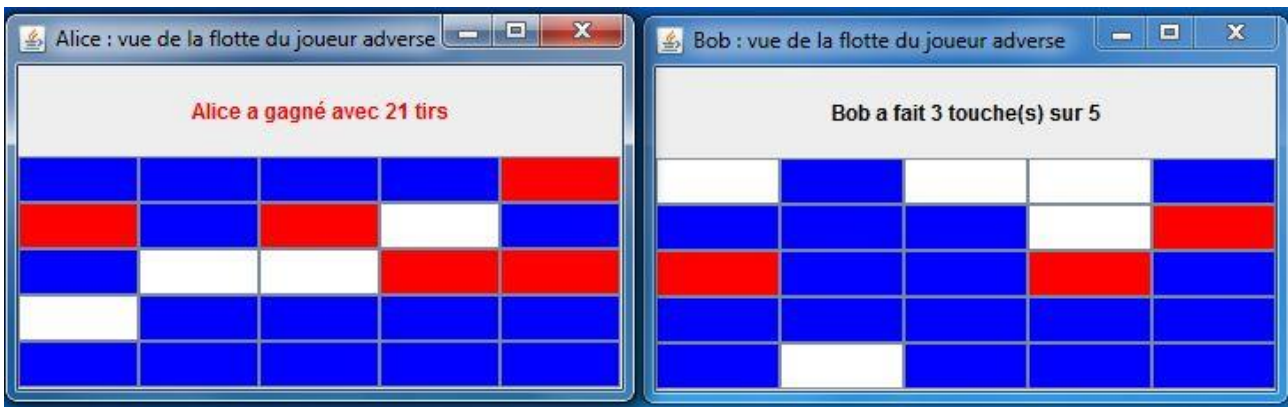 Alice : vue de la flotte du joueur adverse
Alice a gagné avec 21 tirs
Bob : vue de la flotte du joueur adverse
Bob a fait 3 touche(s) sur 5